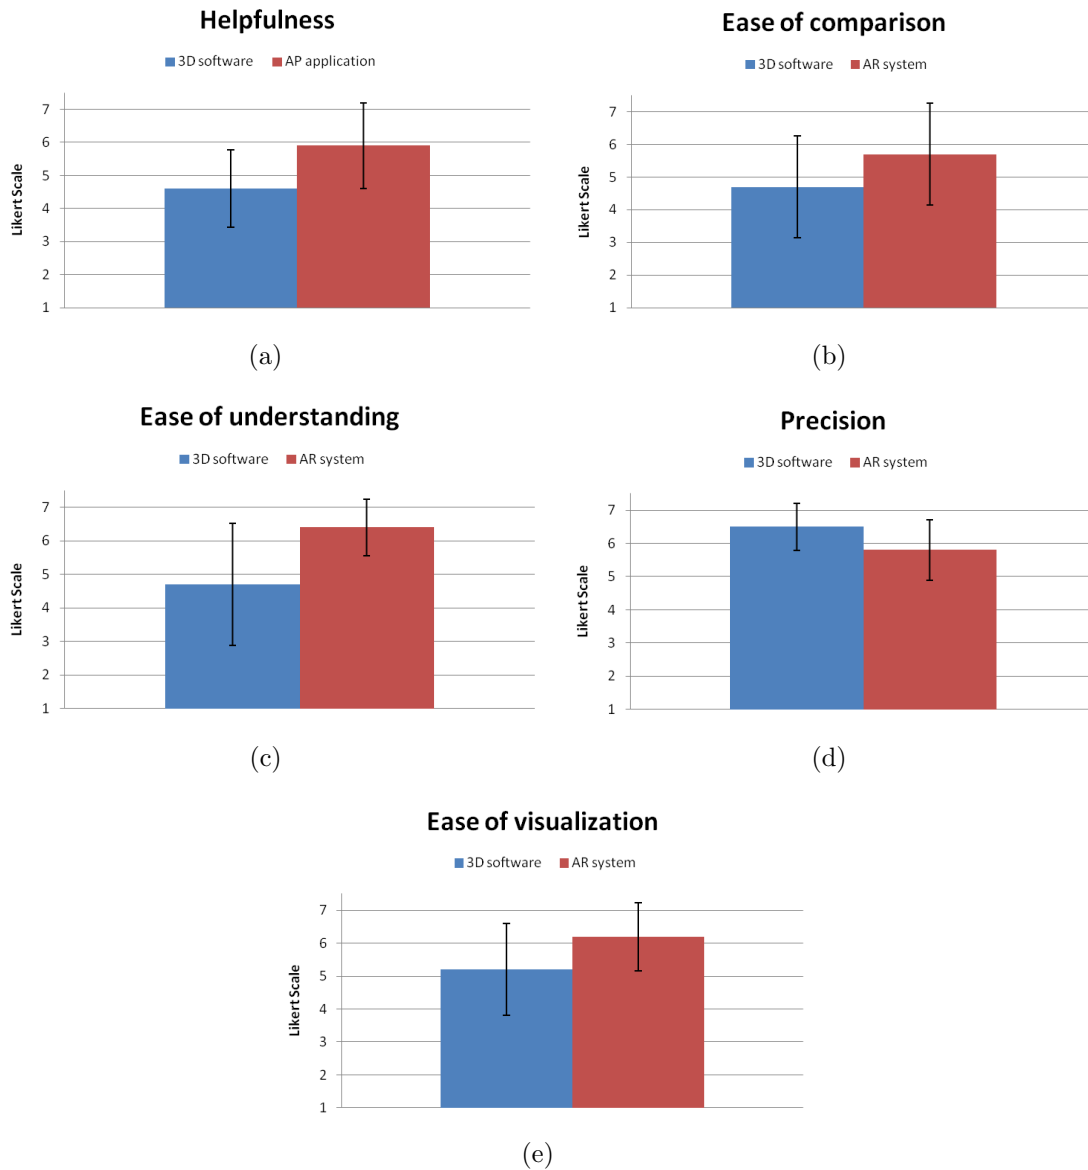 Helpfulness
3D software AP application
7
6
5
4
3
2
1
Likert Scale
(a)
Ease of comparison
3D software AR system
7
6
5
4
3
2
1
Likert Scale
(b)
Ease of understanding
3D software AR system
7
6
5
4
3
2
1
Likert Scale
(c)
Precision
3D software AR system
7
6
5
4
3
2
1
Likert Scale
(d)
Ease of visualization
3D software AR system
7
6
5
4
3
2
1
Likert Scale
(e)